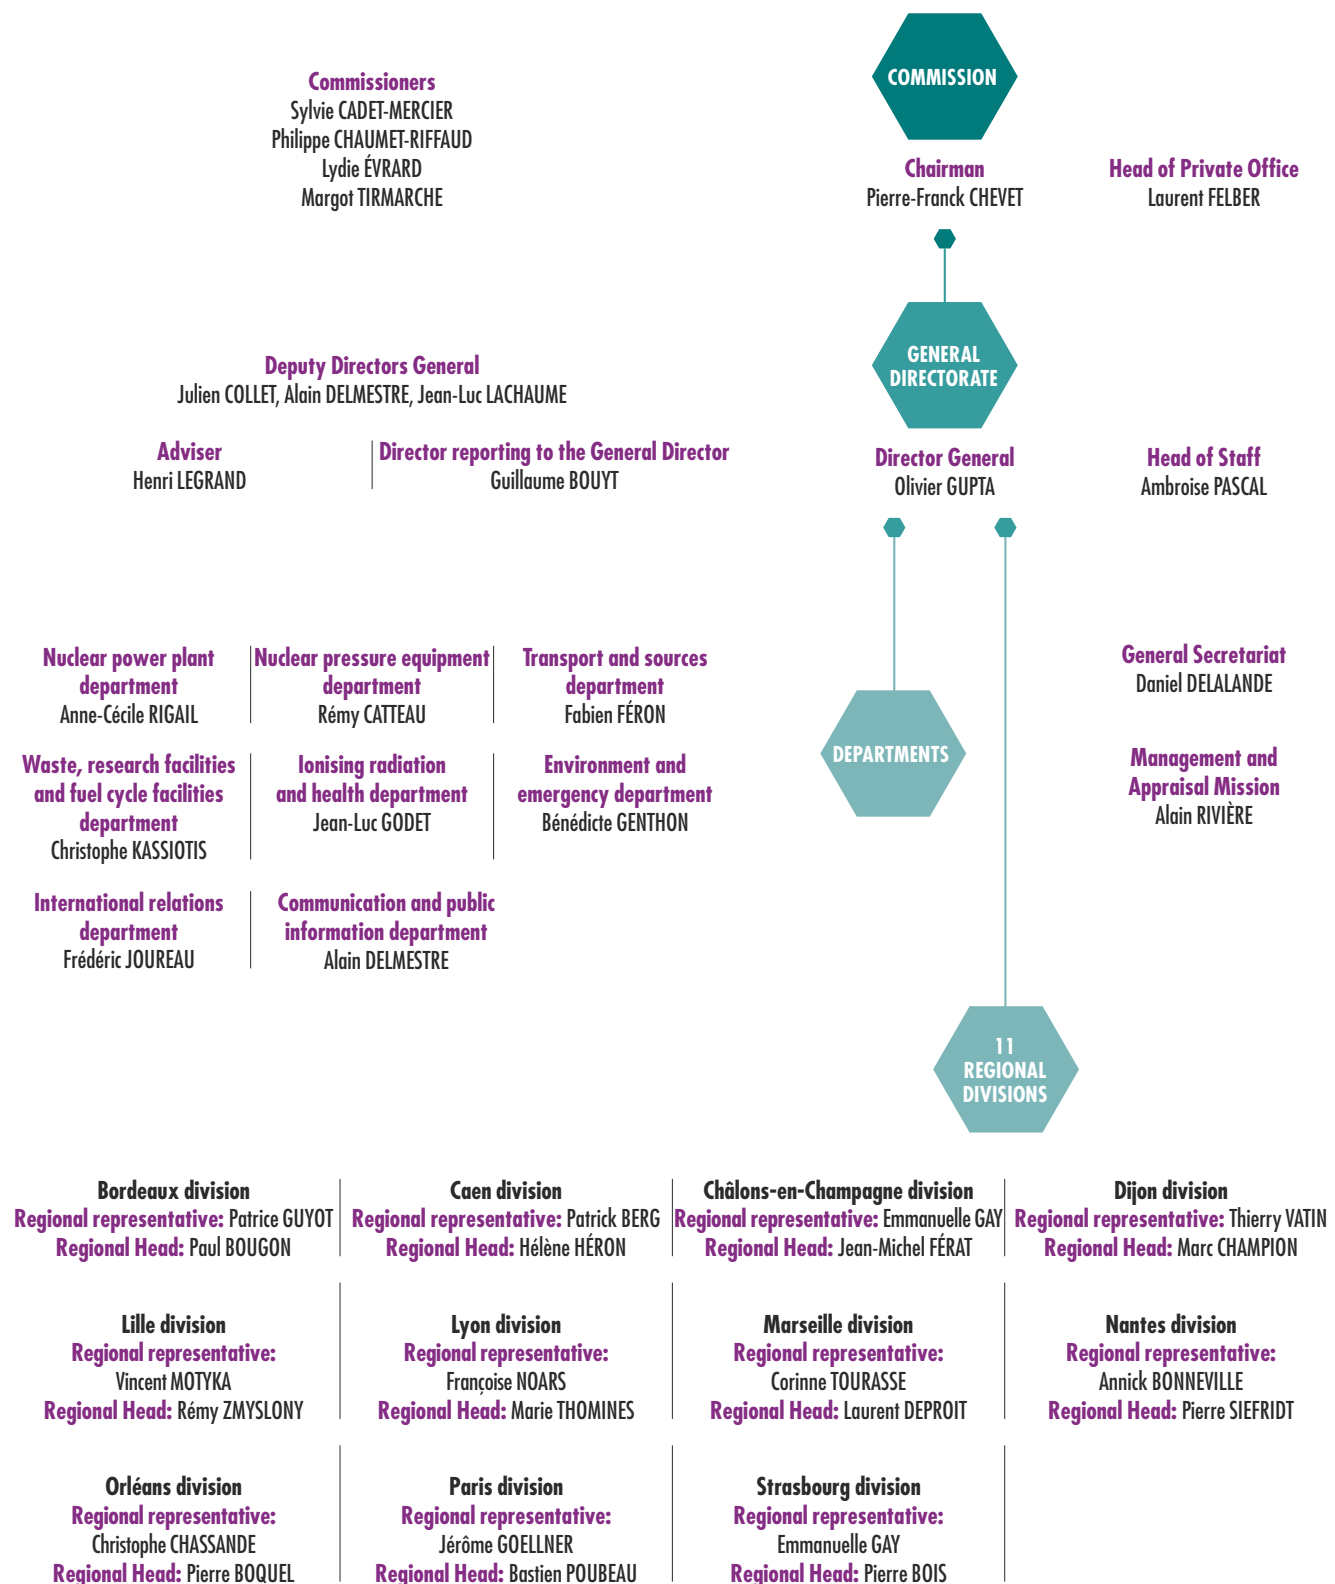 COMMISSION
Commissioners
Sylvie CADET-MERCIER
Philippe CHAUMET-RIFFAUD
Lydie ÉVRARD
Margot TIRMARCHE
Chairman
Pierre-Franck CHEVET
Head of Private Office
Laurent FELBER
GENERAL
DIRECTORATE
Deputy Directors General
Julien COLLET, Alain DELMESTRE, Jean-Luc LACHAUME
Adviser
Henri LEGRAND
Director reporting to the General Director
Guillaume BOUYT
Director General
Olivier GUPTA
Head of Staff
Ambroise PASCAL
Nuclear power plant
department
Anne-Cécile RIGAIL
Nuclear pressure equipment
department
Rémy CATTEAU
Transport and sources
department
Fabien FÉRON
General Secretariat
Daniel DELALANDE
DEPARTMENTS
Waste, research facilities
and fuel cycle facilities
department
Christophe KASSIOTIS
Ionising radiation
and health department
Jean-Luc GODET
Environment and
emergency department
Bénédicte GENTHON
Management and
Appraisal Mission
Alain RIVIÈRE
International relations
department
Frédéric JOUREAU
Communication and public
information department
Alain DELMESTRE
11
REGIONAL
DIVISIONS
Bordeaux division
Regional representative: Patrice GUYOT
Regional Head: Paul BOUGON
Caen division
Regional representative: Patrick BERG
Regional Head: Hélène HÉRON
Châlons-en-Champagne division
Regional representative: Emmanuelle GAY
Regional Head: Jean-Michel FÉRAT
Dijon division
Regional representative: Thierry VATIN
Regional Head: Marc CHAMPION
Lille division
Regional representative:
Vincent MOTYKA
Regional Head: Rémy ZMYSLONY
Lyon division
Regional representative:
Françoise NOARS
Regional Head: Marie THOMINES
Marseille division
Regional representative:
Corinne TOURASSE
Regional Head: Laurent DEPROIT
Nantes division
Regional representative:
Annick BONNEVILLE
Regional Head: Pierre SIEFRIDT
Orléans division
Regional representative:
Christophe CHASSANDE
Regional Head: Pierre BOQUEL
Paris division
Regional representative:
Jérôme GOELLNER
Regional Head: Bastien POUBEAU
Strasbourg division
Regional representative:
Emmanuelle GAY
Regional Head: Pierre BOIS